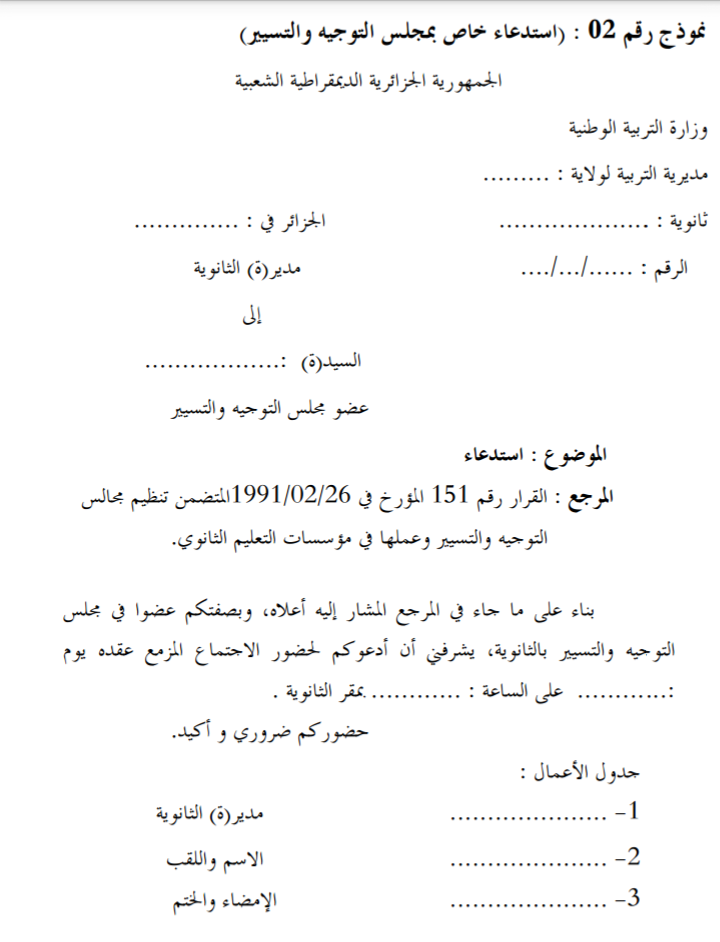 نموذج رقم 02 : (استدعاء خاص بمجلس التوجيه والتسيير)
الجمهورية الجزائرية الديمقراطية الشعبية
وزارة التربية الوطنية
مديرية التربية لولاية : .........
ثانوية : .................... الجزائر في : ..............
الرقم : ....../.../.... مدير(ة) الثانوية
إلى
السيد(ة) :..................
عضو مجلس التوجيه والتسيير
الموضوع : استدعاء
المرجع : القرار رقم 151 المؤرخ في 1991/02/26المتضمن تنظيم مجالس
التوجيه والتسيير وعملها في مؤسسات التعليم الثانوي.
بناء على ما جاء في المرجع المشار إليه أعلاه، وبصفتكم عضوا في مجلس
التوجيه والتسيير بالثانوية، يشرفني أن أدعوكم لحضور الاجتماع المزمع عقده يوم
:............ على الساعة : ............ بمقر الثانوية .
حضوركم ضروري و أكيد.
جدول الأعمال :
1- ..................... مدير(ة) الثانوية
2- ..................... الاسم واللقب
3- ..................... الإمضاء والختم